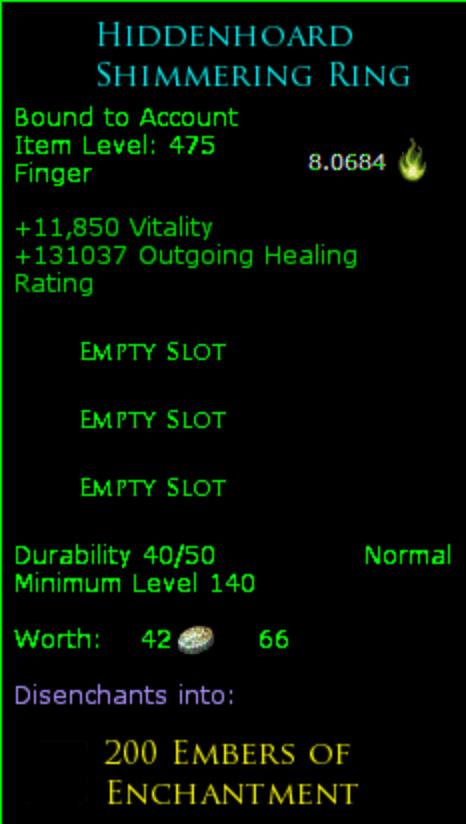 Hiddenhoard
Shimmering Ring
Bound to Account
Item Level: 475
Finger
8.0684
+11,850 Vitality
+131037 Outgoing Healing
Rating
Empty Slot
Empty Slot
Empty Slot
Durability 40/50 Normal
Minimum Level 140
Worth: 42 66
Disenchants into:
200 Embers of
Enchantment